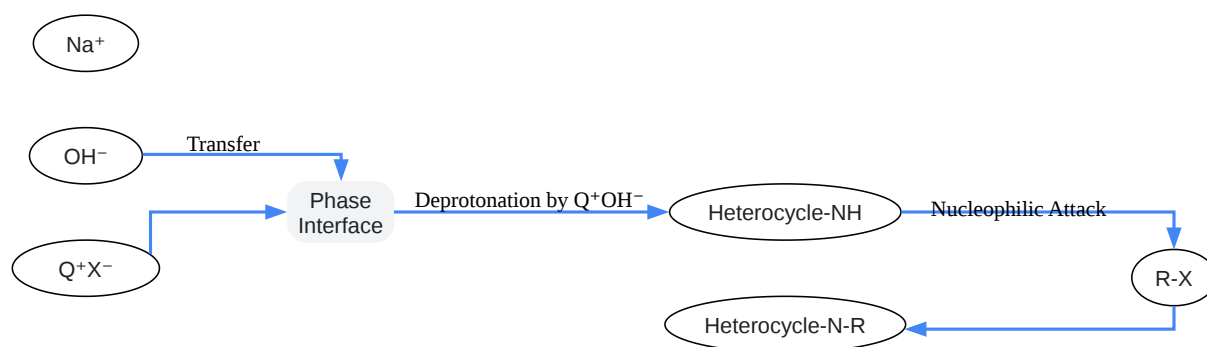 Na⁺
OH⁻
Transfer
Phase
Interface
Deprotonation by Q⁺OH⁻
Heterocycle-NH
Nucleophilic Attack
Q⁺X⁻
R-X
Heterocycle-N-R